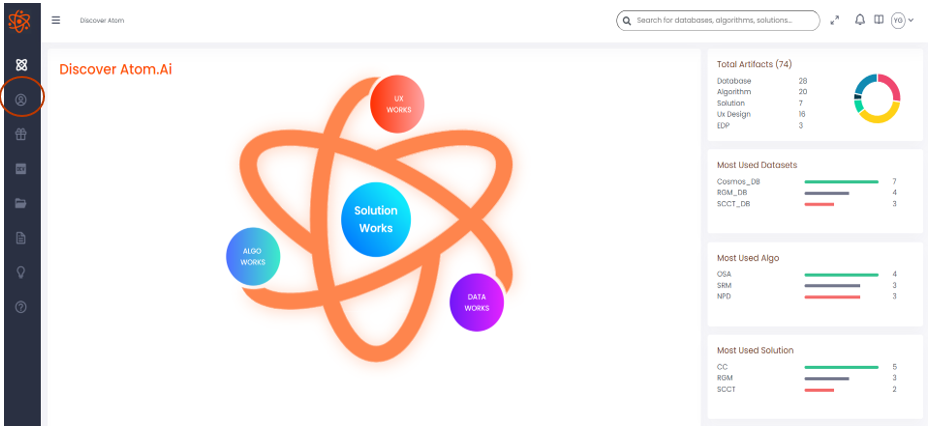 Discover Atom
Search for databases, algorithms, solutions...
YG
Discover Atom.Ai
UX
WORKS
Solution
Works
ALGO
WORKS
DATA
WORKS
Total Artifacts (74)
Database 28
Algorithm 20
Solution 7
Ux Design 16
EDP 3
Most Used Datasets
Cosmos_DB 7
RGM_DB 4
SCCT_DB 3
Most Used Algo
OSA 4
SRM 3
NPD 3
Most Used Solution
CC 5
RGM 3
SCCT 2